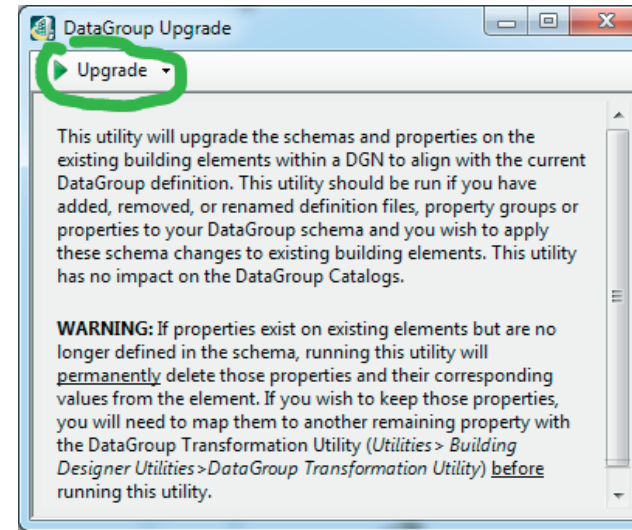 DataGroup Upgrade
Upgrade
This utility will upgrade the schemas and properties on the
existing building elements within a DGN to align with the current
DataGroup definition. This utility should be run if you have
added, removed, or renamed definition files, property groups or
properties to your DataGroup schema and you wish to apply
these schema changes to existing building elements. This utility
has no impact on the DataGroup Catalogs.
WARNING: If properties exist on existing elements but are no
longer defined in the schema, running this utility will
permanently delete those properties and their corresponding
values from the element. If you wish to keep those properties,
you will need to map them to another remaining property with
the DataGroup Transformation Utility (Utilities> Building
Designer Utilities>DataGroup Transformation Utility) before
running this utility.